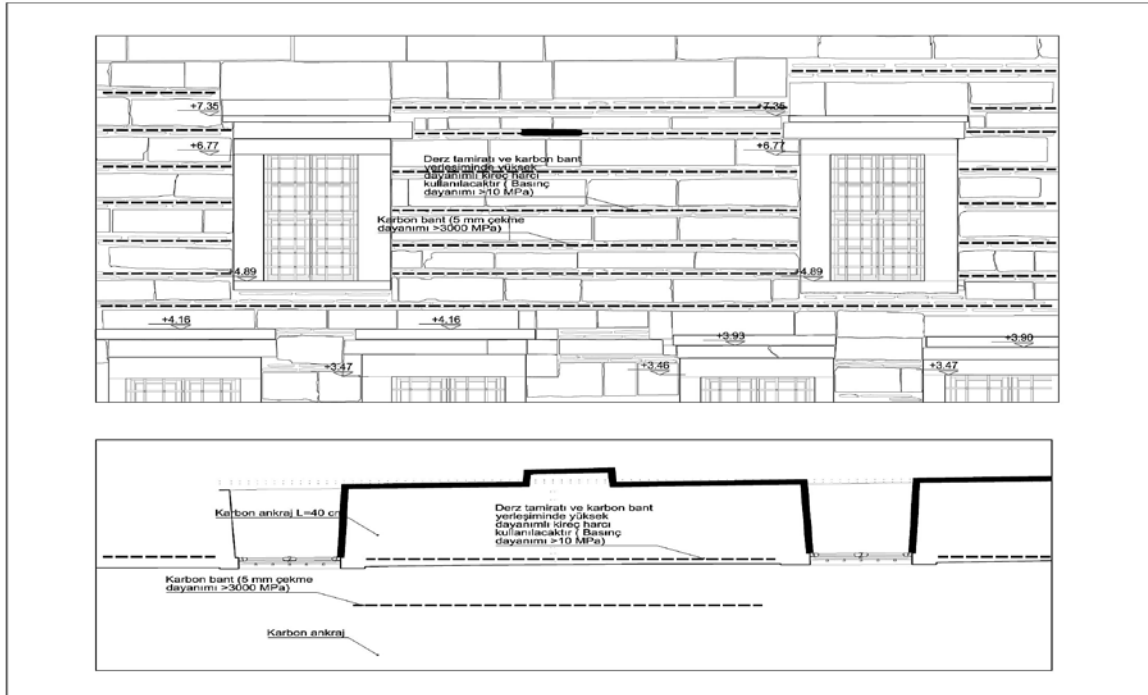 +7.35
+7.35
+6.77
+6.77
Derz tamiratı ve karbon bant
yerleşiminde yüksek
dayanımlı kireç harcı
kullanılacaktır ( Basınç
dayanımı >10 MPa)
Karbon bant (5 mm çekme
dayanımı >3000 MPa)
+4.89
+4.89
+4.16
+4.16
+3.93
+3.90
+3.47
+3.46
+3.47
Karbon ankraj L=40 cm
Derz tamiratı ve karbon bant
yerleşiminde yüksek
dayanımlı kireç harcı
kullanılacaktır ( Basınç
dayanımı >10 MPa)
Karbon bant (5 mm çekme
dayanımı >3000 MPa)
Karbon ankraj